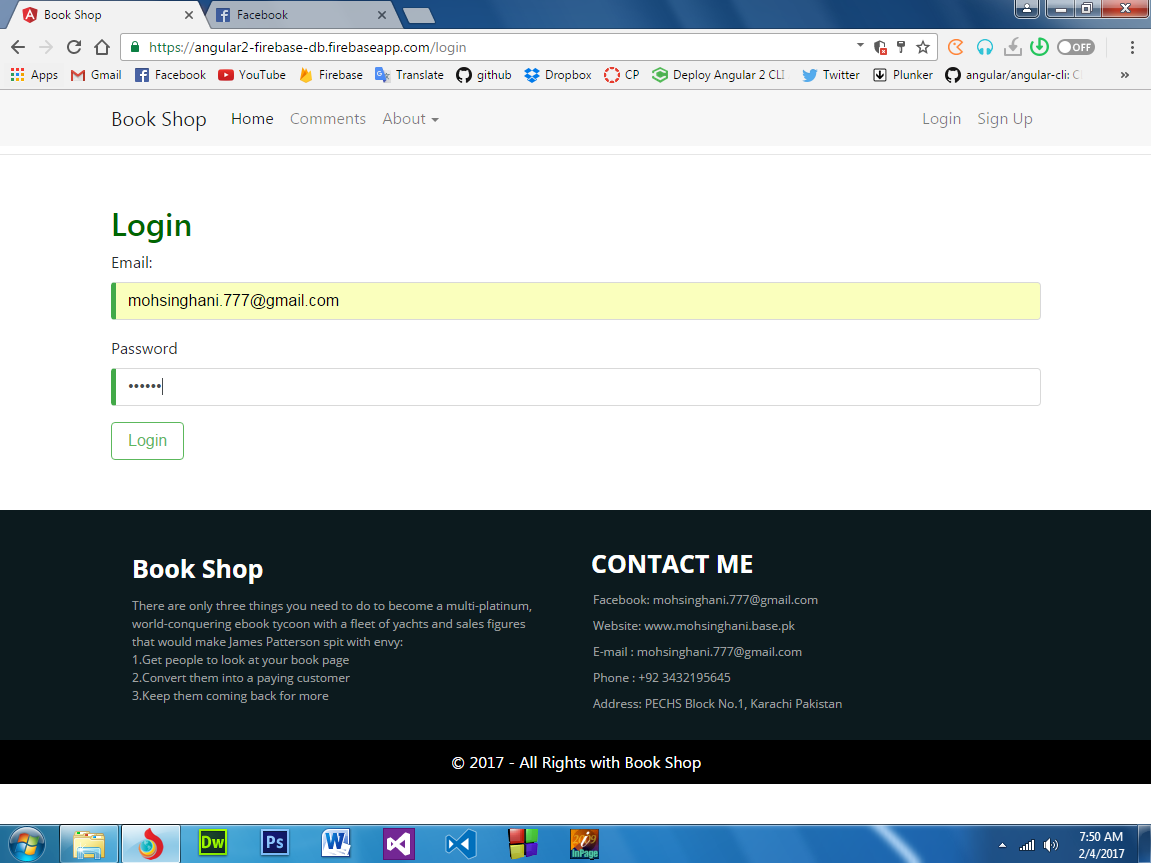 Book Shop
Facebook
https://angular2-firebase-db.firebaseapp.com/login
OFF
Apps Gmail Facebook YouTube Firebase Translate github Dropbox CP Deploy Angular 2 CLI Twitter Plunker angular/angular-cli: C »
Book Shop Home Comments About Login Sign Up
Login
Email:
mohsinghani.777@gmail.com
Password
••••••
Login
Book Shop
There are only three things you need to do to become a multi-platinum,
world-conquering ebook tycoon with a fleet of yachts and sales figures
that would make James Patterson spit with envy:
1.Get people to look at your book page
2.Convert them into a paying customer
3.Keep them coming back for more
CONTACT ME
Facebook: mohsinghani.777@gmail.com
Website: www.mohsinghani.base.pk
E-mail : mohsinghani.777@gmail.com
Phone : +92 3432195645
Address: PECHS Block No.1, Karachi Pakistan
© 2017 - All Rights with Book Shop
Dw Ps W 2009 InPage
7:50 AM
2/4/2017